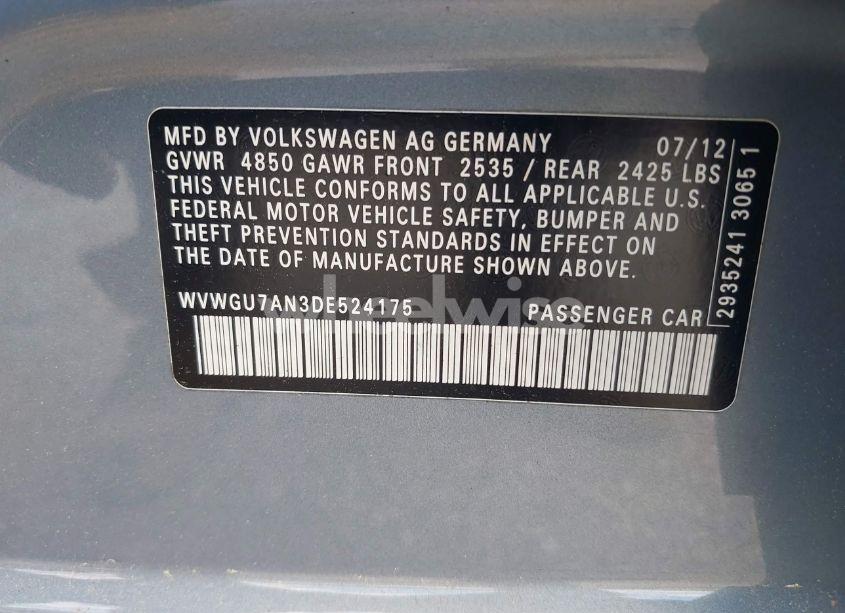 MFD BY VOLKSWAGEN AG GERMANY 07/12
GVWR 4850 GAWR FRONT 2535 / REAR 2425 LBS
THIS VEHICLE CONFORMS TO ALL APPLICABLE U.S.
FEDERAL MOTOR VEHICLE SAFETY, BUMPER AND
THEFT PREVENTION STANDARDS IN EFFECT ON
THE DATE OF MANUFACTURE SHOWN ABOVE.
WVWGU7AN3DE524175 PASSENGER CAR
2935241 3065 1
wheelwise